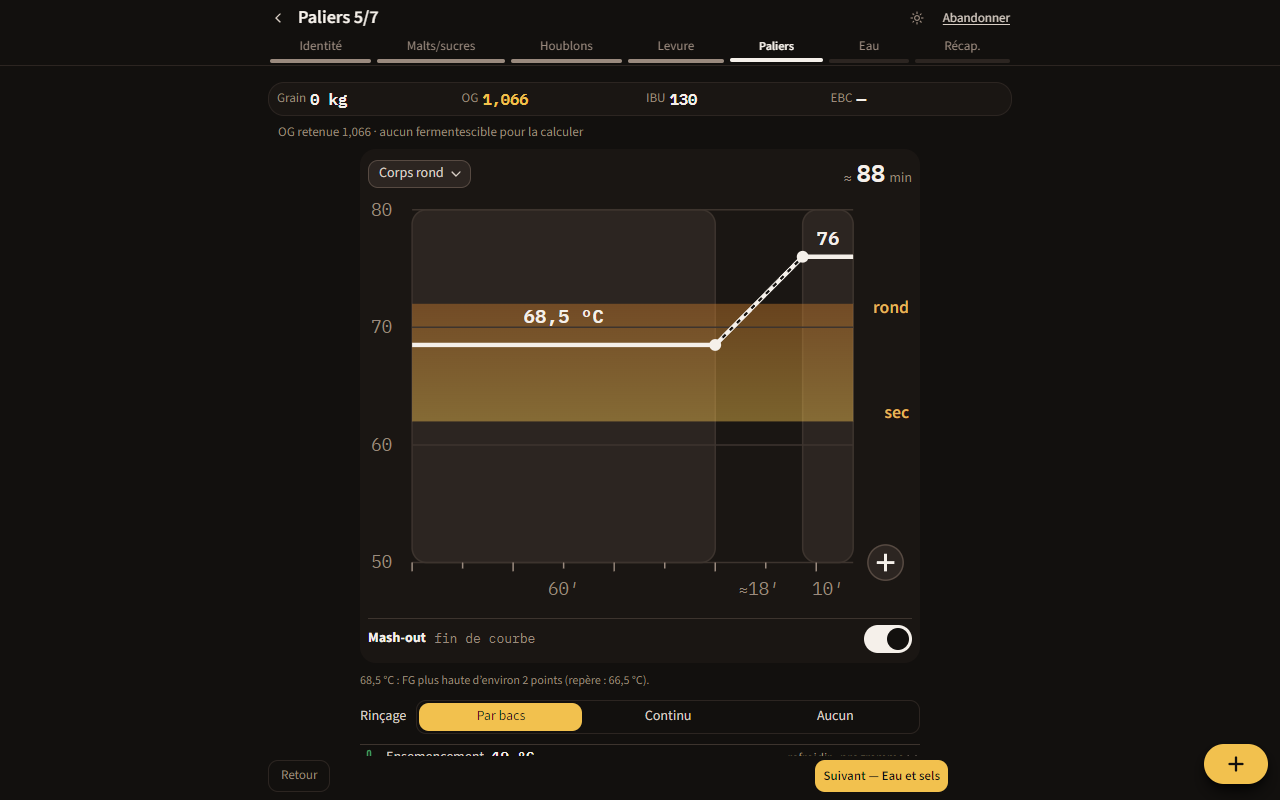 Paliers 5/7
Abandonner
Identité Malts/sucres Houblons Levure Paliers Eau Récap.
Grain 0 kg OG 1,066 IBU 130 EBC —
OG retenue 1,066 · aucun fermentescible pour la calculer
Corps rond ≈ 88 min
80
76
rond
68,5 °C
70
sec
60
50
60′ ≈18′ 10′
Mash-out fin de courbe
68,5 °C : FG plus haute d’environ 2 points (repère : 66,5 °C).
Rinçage Par bacs Continu Aucun
Ensemencement
Retour Suivant — Eau et sels